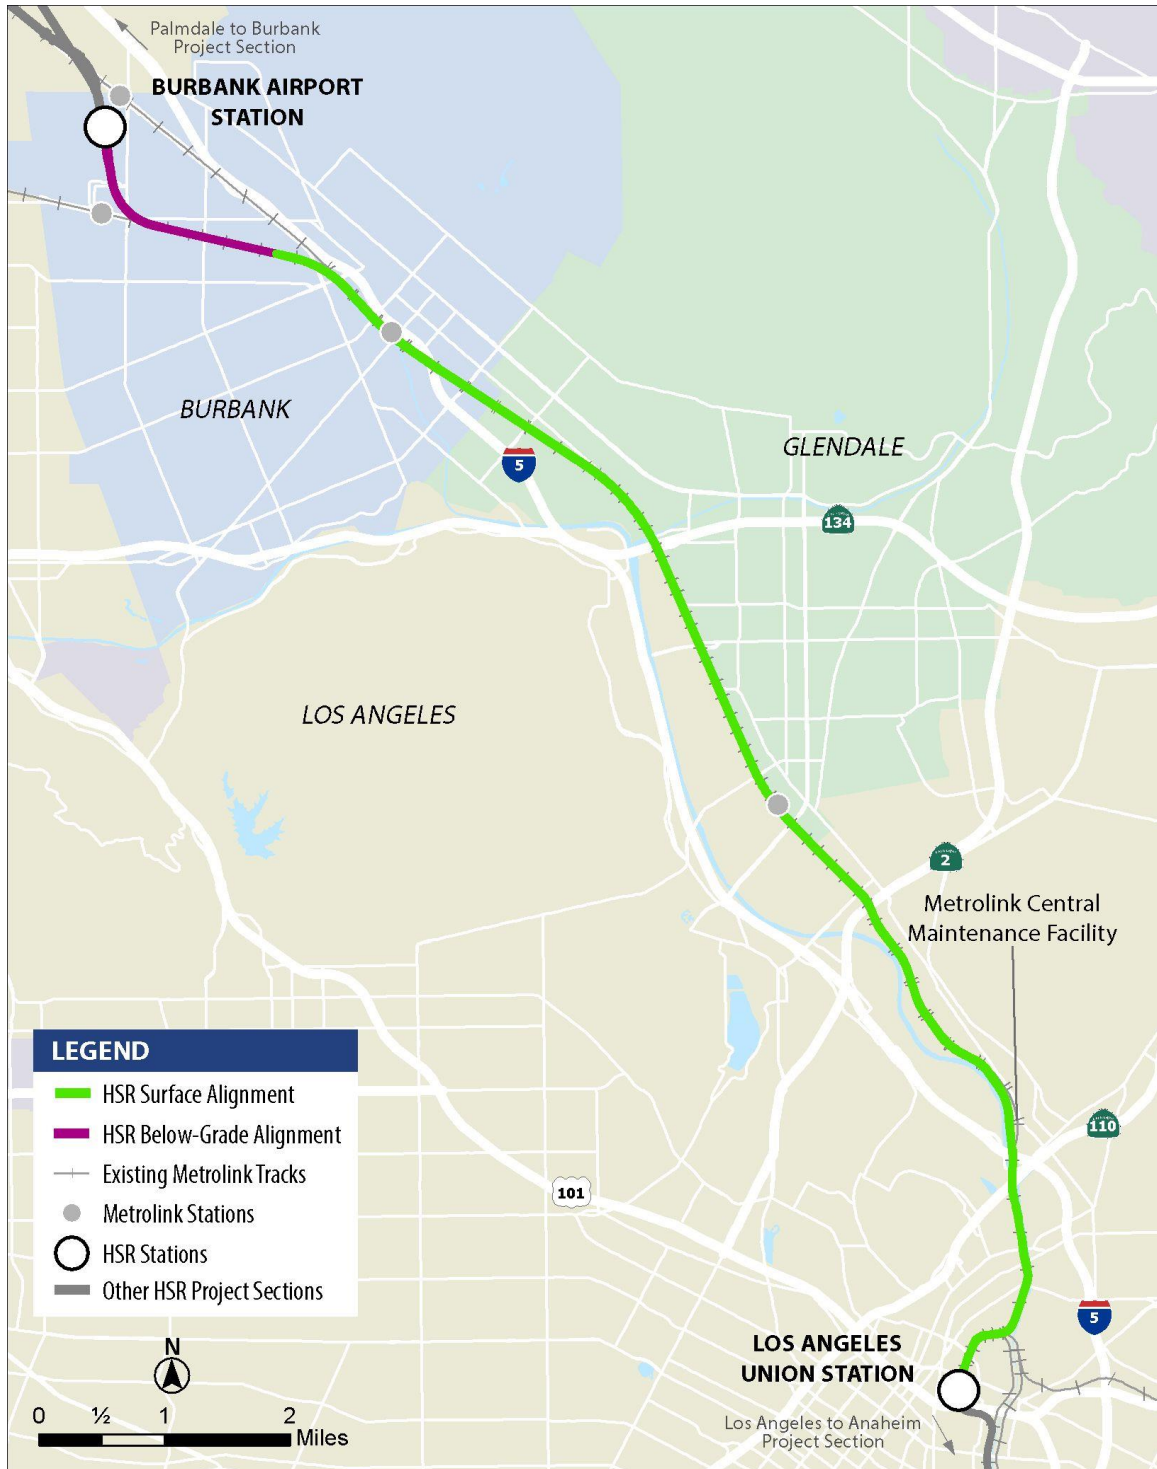 Palmdale to Burbank
Project Section
BURBANK AIRPORT
STATION
BURBANK
GLENDALE
5
134
LOS ANGELES
2
Metrolink Central
Maintenance Facility
LEGEND
HSR Surface Alignment
HSR Below-Grade Alignment
Existing Metrolink Tracks
Metrolink Stations
HSR Stations
Other HSR Project Sections
110
101
5
N
0 ½ 1 2
Miles
LOS ANGELES
UNION STATION
Los Angeles to Anaheim
Project Section